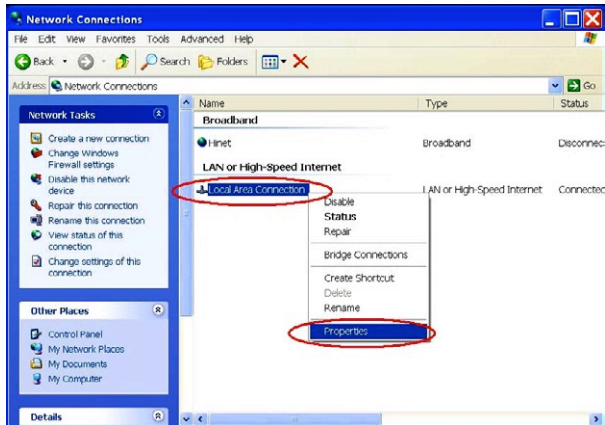 Network Connections
File Edit View Favorites Tools Advanced Help
Back Search Folders
Address Network Connections Go
Name Type Status
Network Tasks
Create a new connection
Change Windows
Firewall settings
Disable this network
device
Repair this connection
Rename this connection
View status of this
connection
Change settings of this
connection
Other Places
Control Panel
My Network Places
My Documents
My Computer
Details
Broadband
Hinet Broadband Disconnec
LAN or High-Speed Internet
Local Area Connection LAN or High-Speed Internet Connected
Disable
Status
Repair
Bridge Connections
Create Shortcut
Delete
Rename
Properties